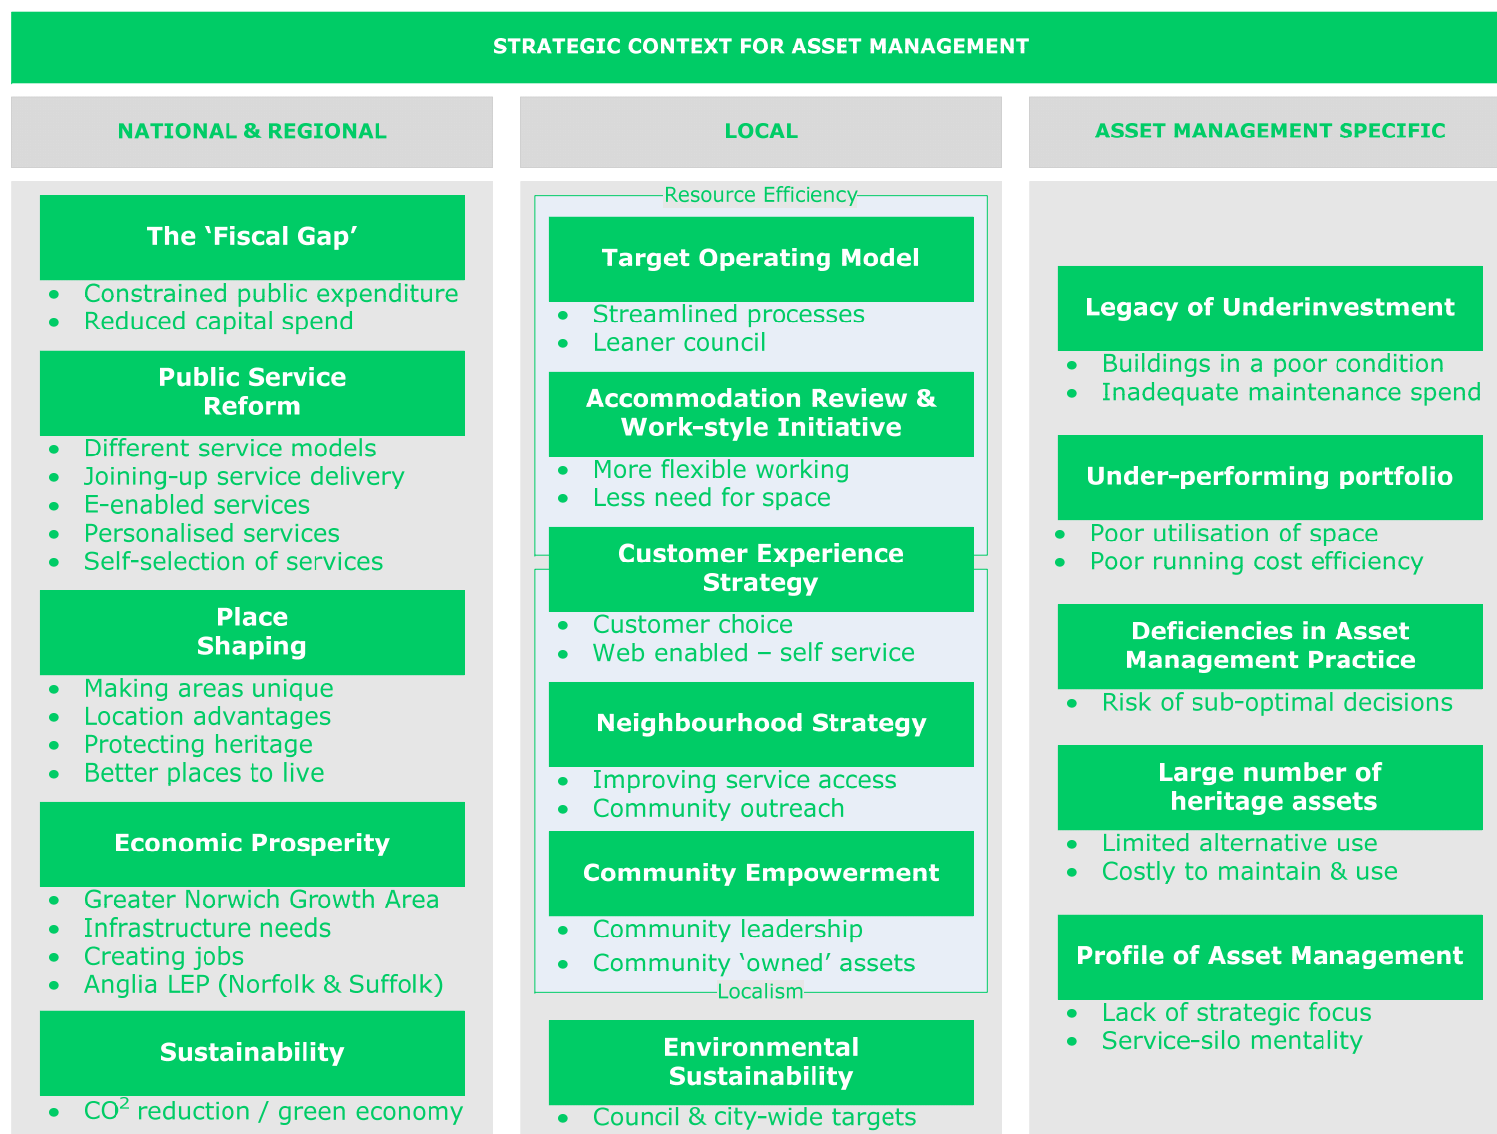 STRATEGIC CONTEXT FOR ASSET MANAGEMENT
NATIONAL & REGIONAL
The ‘Fiscal Gap’
• Constrained public expenditure
• Reduced capital spend
Public Service
Reform
• Different service models
• Joining-up service delivery
• E-enabled services
• Personalised services
• Self-selection of services
Place
Shaping
• Making areas unique
• Location advantages
• Protecting heritage
• Better places to live
Economic Prosperity
• Greater Norwich Growth Area
• Infrastructure needs
• Creating jobs
• Anglia LEP (Norfolk & Suffolk)
Sustainability
• CO² reduction / green economy
LOCAL
Resource Efficiency
Target Operating Model
• Streamlined processes
• Leaner council
Accommodation Review &
Work-style Initiative
• More flexible working
• Less need for space
Customer Experience
Strategy
• Customer choice
• Web enabled – self service
Neighbourhood Strategy
• Improving service access
• Community outreach
Community Empowerment
• Community leadership
• Community ‘owned’ assets
Localism
Environmental
Sustainability
• Council & city-wide targets
ASSET MANAGEMENT SPECIFIC
Legacy of Underinvestment
• Buildings in a poor condition
• Inadequate maintenance spend
Under-performing portfolio
• Poor utilisation of space
• Poor running cost efficiency
Deficiencies in Asset
Management Practice
• Risk of sub-optimal decisions
Large number of
heritage assets
• Limited alternative use
• Costly to maintain & use
Profile of Asset Management
• Lack of strategic focus
• Service-silo mentality